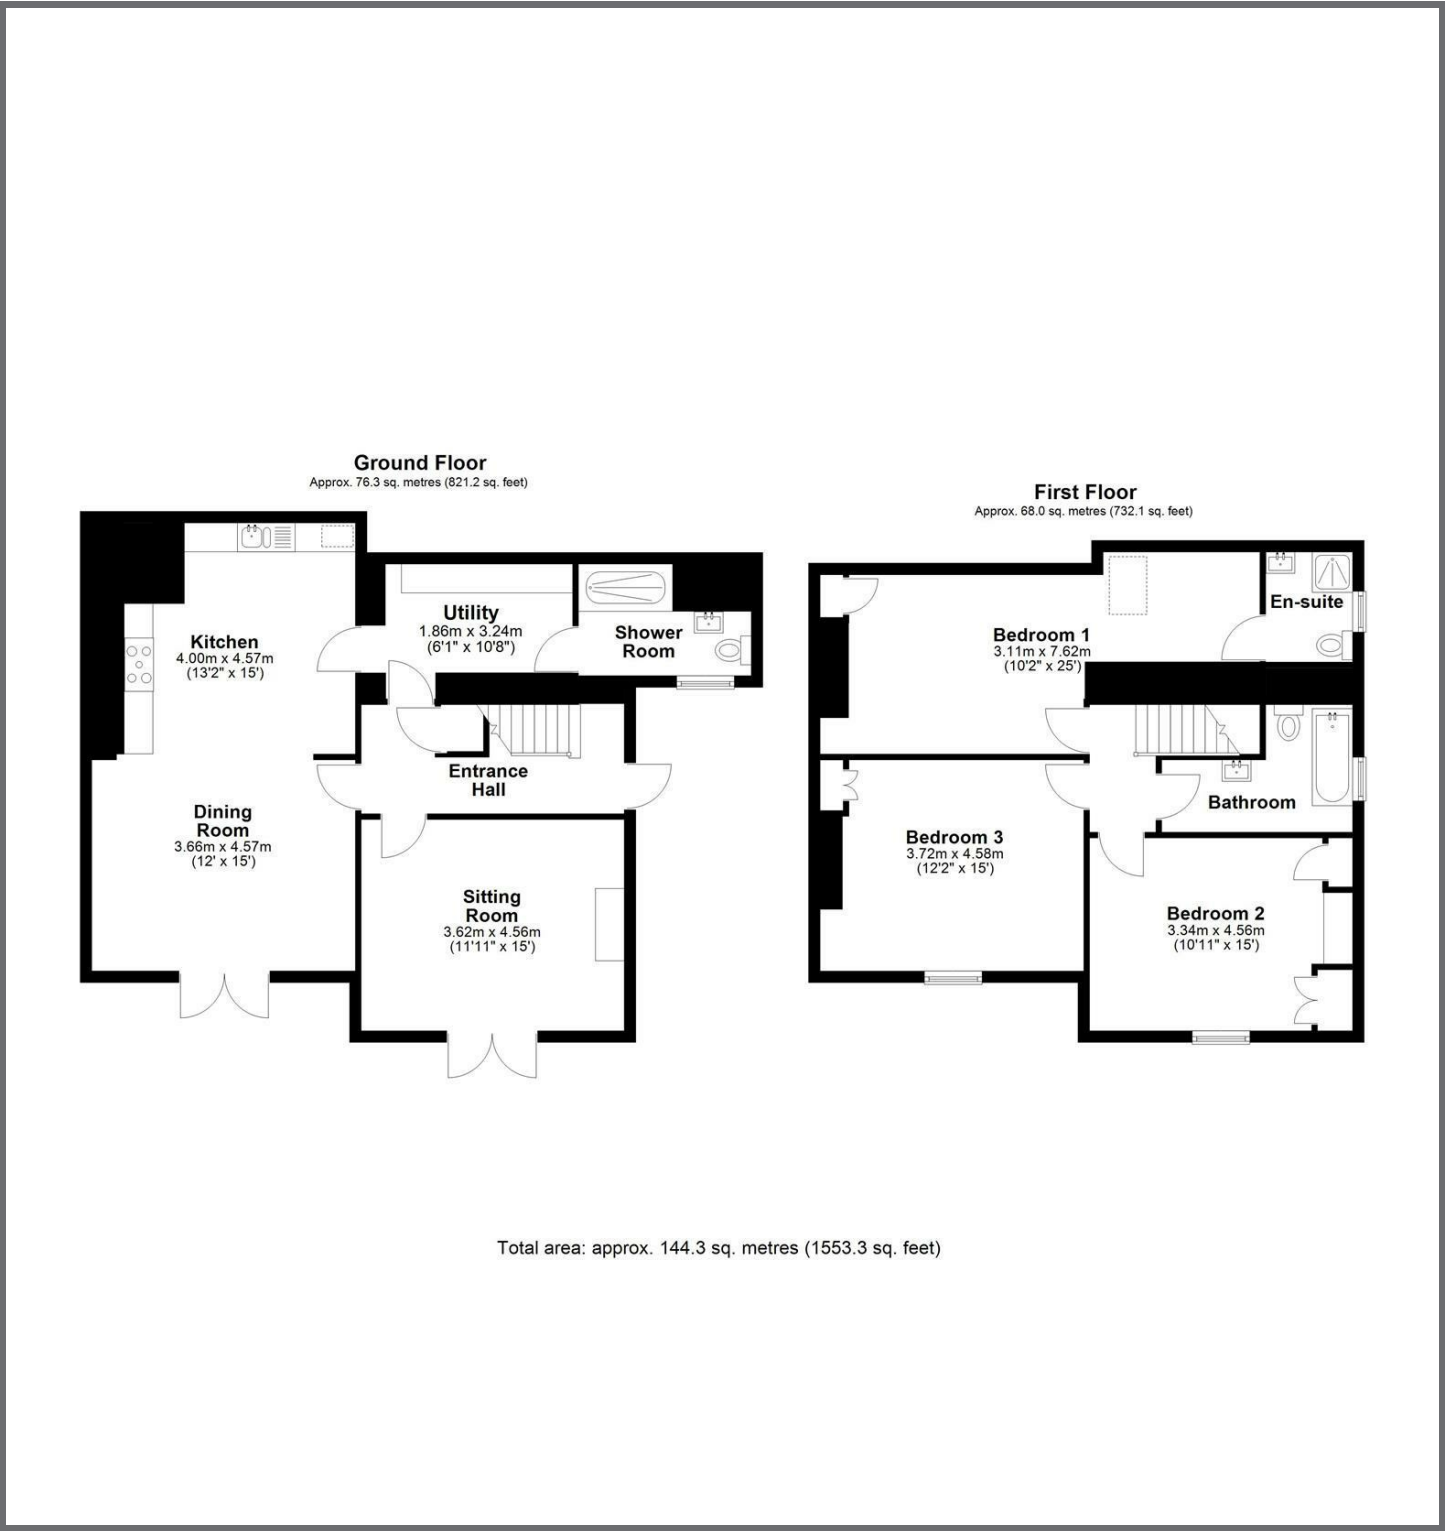 Ground Floor
Approx. 76.3 sq. metres (821.2 sq. feet)
Kitchen
4.00m x 4.57m
(13'2" x 15')
Utility
1.86m x 3.24m
(6'1" x 10'8")
Shower
Room
Entrance
Hall
Dining
Room
3.66m x 4.57m
(12' x 15')
Sitting
Room
3.62m x 4.56m
(11'11" x 15')
First Floor
Approx. 68.0 sq. metres (732.1 sq. feet)
En-suite
Bedroom 1
3.11m x 7.62m
(10'2" x 25')
Bathroom
Bedroom 3
3.72m x 4.58m
(12'2" x 15')
Bedroom 2
3.34m x 4.56m
(10'11" x 15')
Total area: approx. 144.3 sq. metres (1553.3 sq. feet)